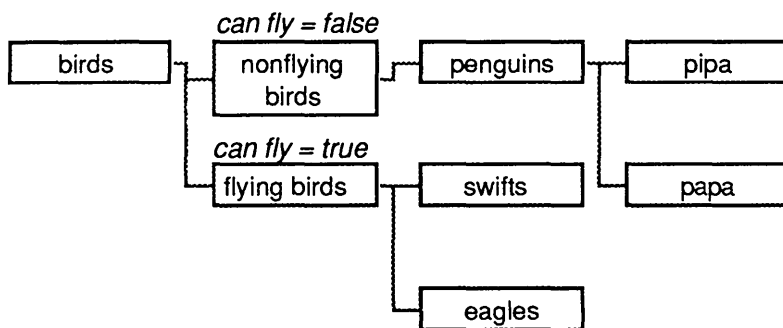 can fly = false
birds
nonflying
birds
penguins
pipa
can fly = true
flying birds
swifts
papa
eagles